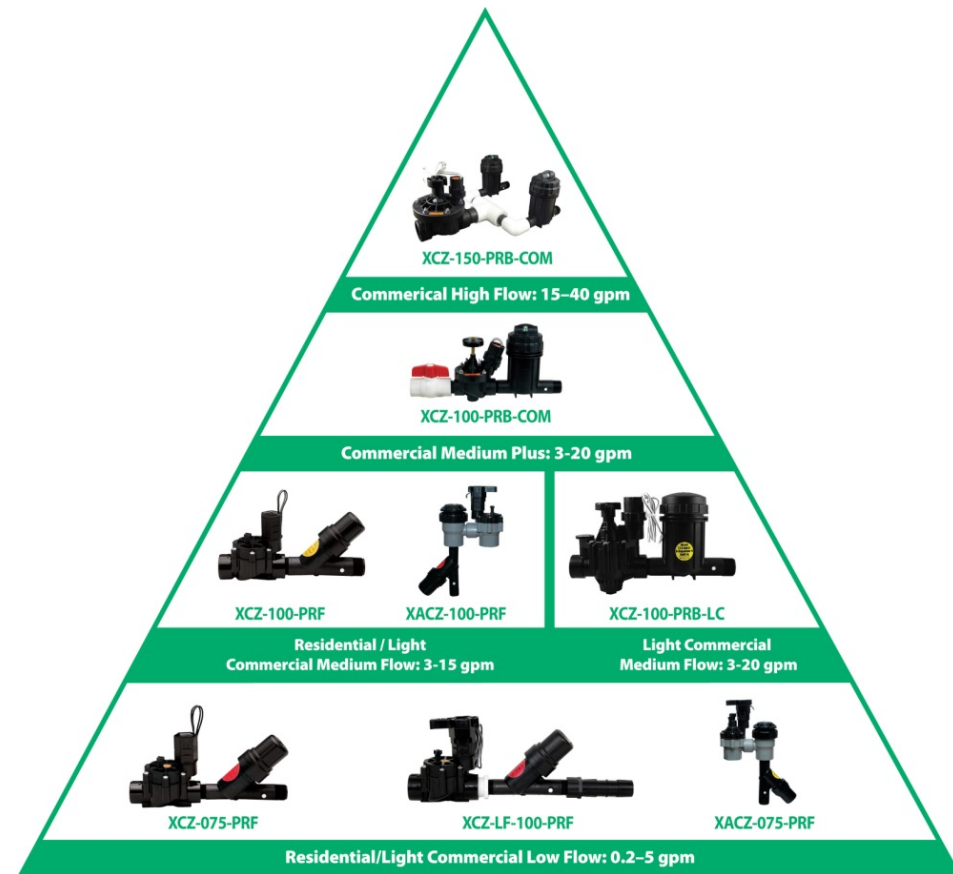 XCZ-150-PRB-COM
Commerical High Flow: 15–40 gpm
XCZ-100-PRB-COM
Commercial Medium Plus: 3-20 gpm
XCZ-100-PRF
XACZ-100-PRF
XCZ-100-PRB-LC
Residential / Light
Commercial Medium Flow: 3-15 gpm
Light Commercial
Medium Flow: 3-20 gpm
XCZ-075-PRF
XCZ-LF-100-PRF
XACZ-075-PRF
Residential/Light Commercial Low Flow: 0.2–5 gpm